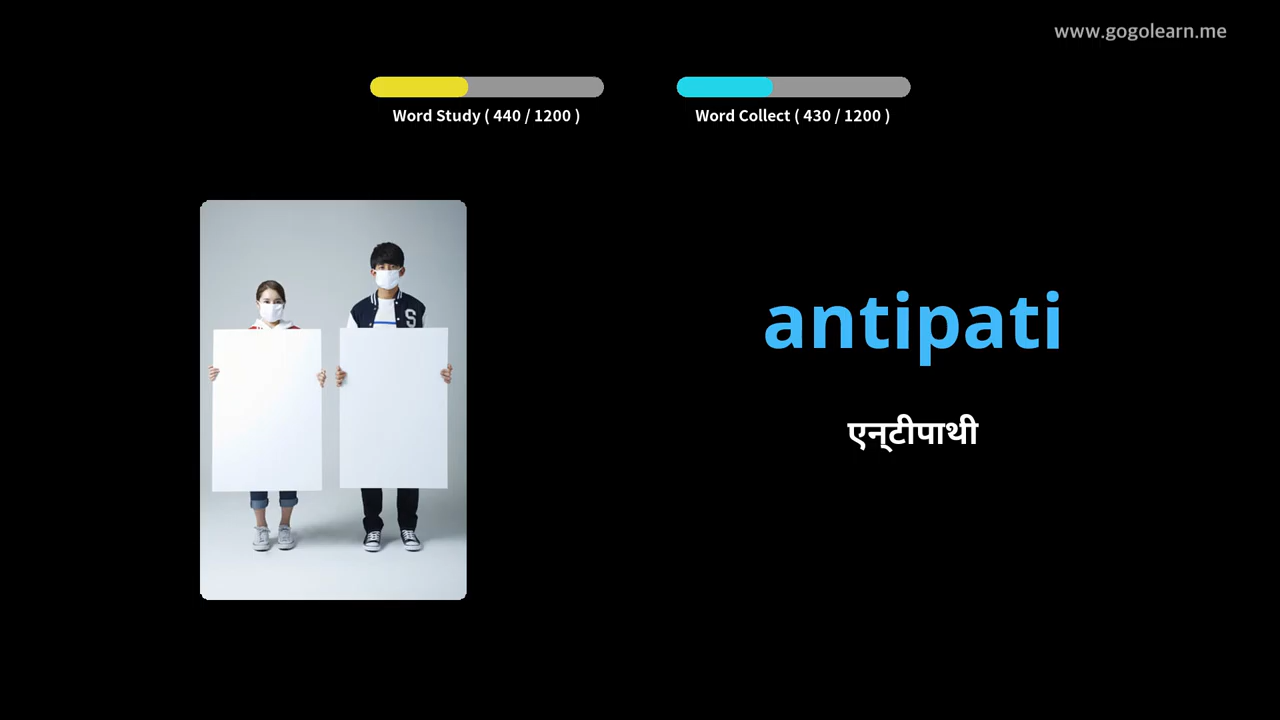 www.gogolearn.me
Word Study ( 440 / 1200 )
Word Collect ( 430 / 1200 )
S
antipati
एन्टीपाथी